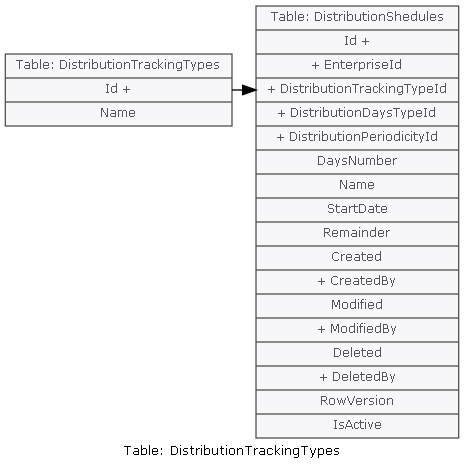 Table: DistributionTrackingTypes
Id +
Name
Table: DistributionShedules
Id +
+ EnterpriseId
+ DistributionTrackingTypeId
+ DistributionDaysTypeId
+ DistributionPeriodicityId
DaysNumber
Name
StartDate
Remainder
Created
+ CreatedBy
Modified
+ ModifiedBy
Deleted
+ DeletedBy
RowVersion
IsActive
Table: DistributionTrackingTypes